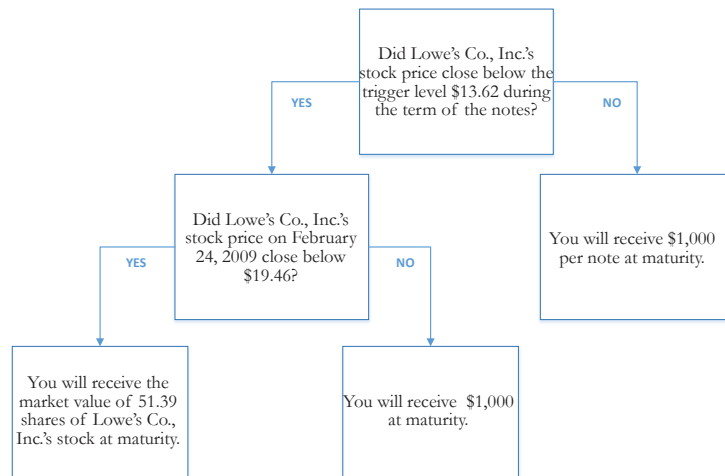 Did Lowe's Co., Inc.'s
stock price close below the
trigger level $13.62 during
the term of the notes?
YES
NO
Did Lowe's Co., Inc.'s
stock price on February
24, 2009 close below
$19.46?
You will receive $1,000
per note at maturity.
YES
NO
You will receive the
market value of 51.39
shares of Lowe's Co.,
Inc.'s stock at maturity.
You will receive $1,000
at maturity.